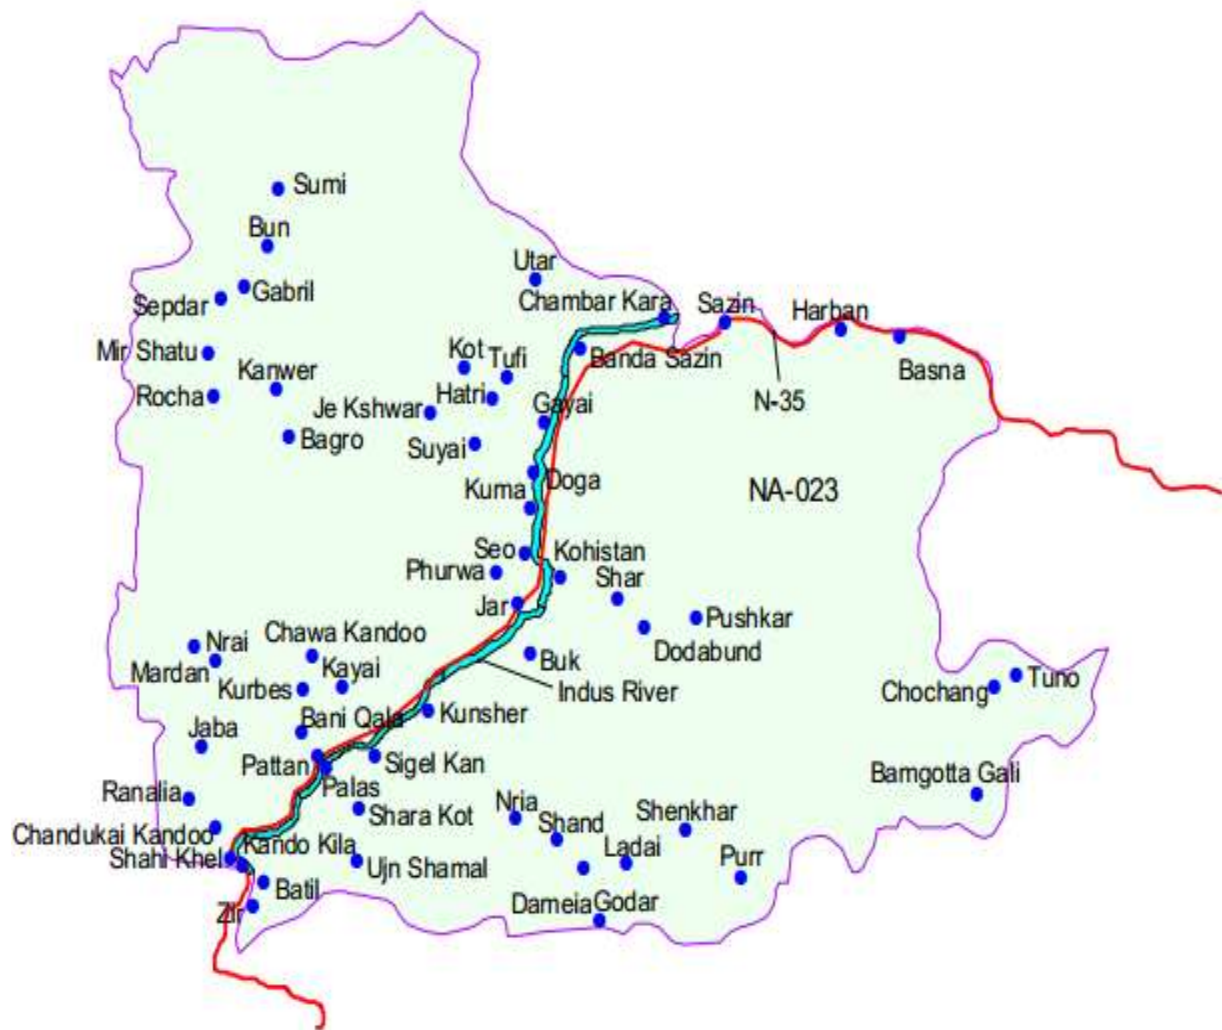 Sumi
Bun
Utar
Gabril
Sepdar
Chambar Kara
Sazin
Harban
Mir Shatu
Kot
Tufi
Banda Sazin
Basna
Kanwer
Rocha
Je Kshwar
Hatri
Gayai
N-35
Bagro
Suyai
Doga
Kuma
NA-023
Seo
Kohistan
Phurwa
Shar
Jar
Pushkar
Dodabund
Nrai
Chawa Kandoo
Mardan
Kayai
Buk
Kurbes
Indus River
Chochang
Tuno
Jaba
Bani Qala
Kunsher
Pattan
Sigel Kan
Palas
Bamgotta Gali
Ranalia
Shara Kot
Nria
Shenkhar
Chandukai Kandoo
Shand
Kando Kila
Shahi Khel
Ujn Shamal
Ladai
Purr
Batil
Zir
Dameia
Godar